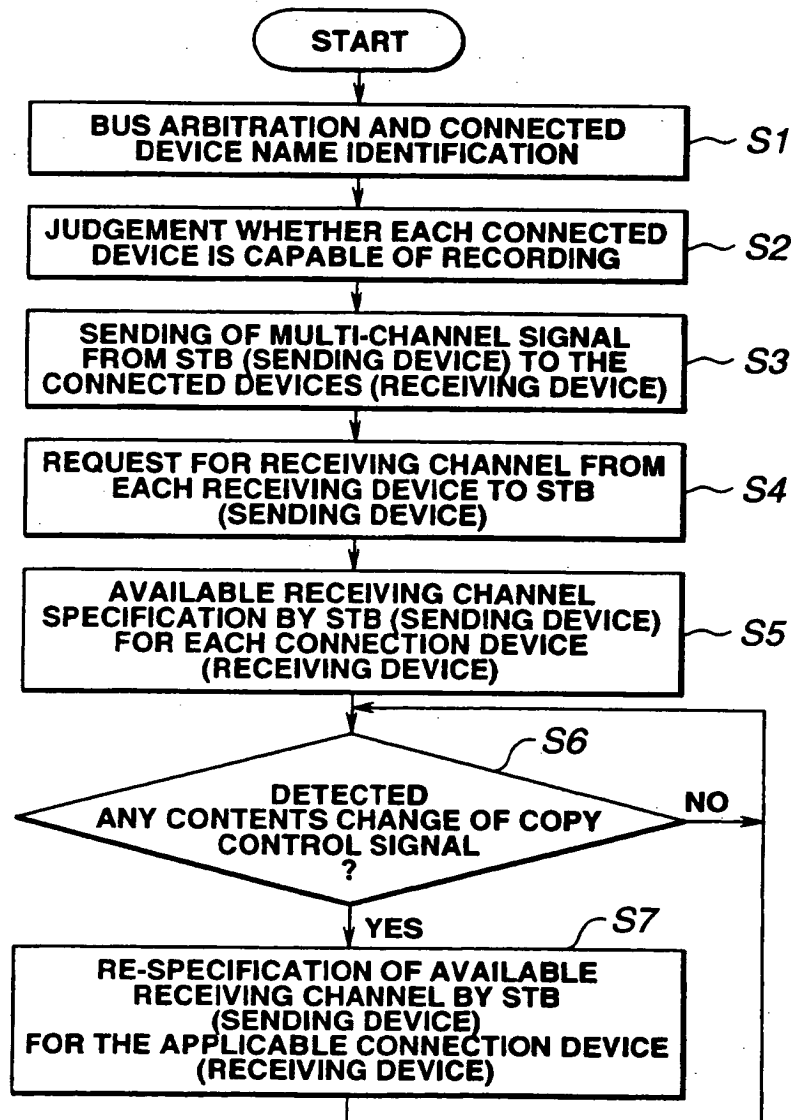 START
BUS ARBITRATION AND CONNECTED
DEVICE NAME IDENTIFICATION
S1
JUDGEMENT WHETHER EACH CONNECTED
DEVICE IS CAPABLE OF RECORDING
S2
SENDING OF MULTI-CHANNEL SIGNAL
FROM STB (SENDING DEVICE) TO THE
CONNECTED DEVICES (RECEIVING DEVICE)
S3
REQUEST FOR RECEIVING CHANNEL FROM
EACH RECEIVING DEVICE TO STB
(SENDING DEVICE)
S4
AVAILABLE RECEIVING CHANNEL
SPECIFICATION BY STB (SENDING DEVICE)
FOR EACH CONNECTION DEVICE
(RECEIVING DEVICE)
S5
S6
DETECTED
ANY CONTENTS CHANGE OF COPY
CONTROL SIGNAL
?
NO
YES
S7
RE-SPECIFICATION OF AVAILABLE
RECEIVING CHANNEL BY STB
(SENDING DEVICE)
FOR THE APPLICABLE CONNECTION DEVICE
(RECEIVING DEVICE)